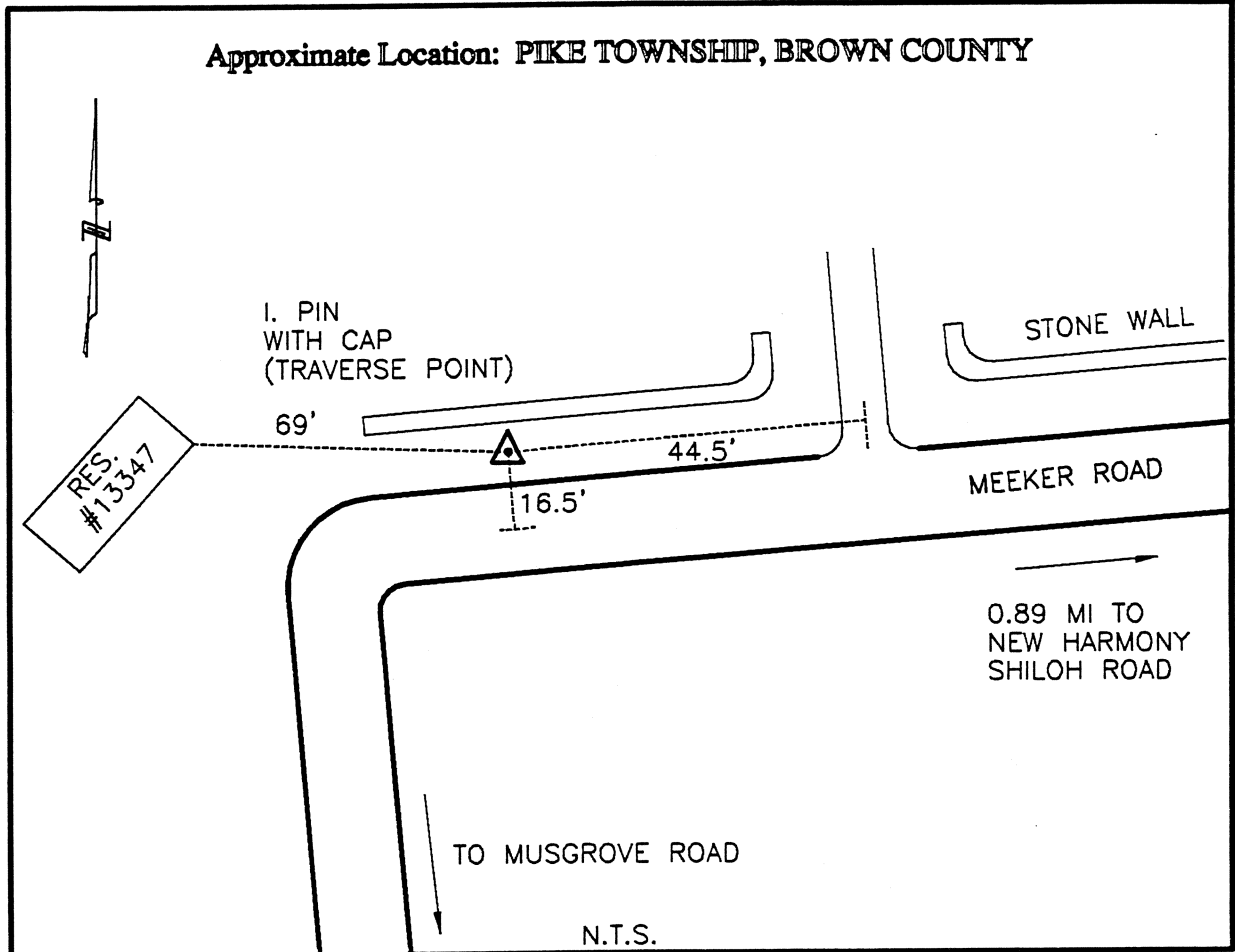 Approximate Location: PIKE TOWNSHIP, BROWN COUNTY
N
I. PIN
WITH CAP
(TRAVERSE POINT)
STONE WALL
69'
44.5'
RES.
#13347
16.5'
MEEKER ROAD
0.89 MI TO
NEW HARMONY
SHILOH ROAD
TO MUSGROVE ROAD
N.T.S.